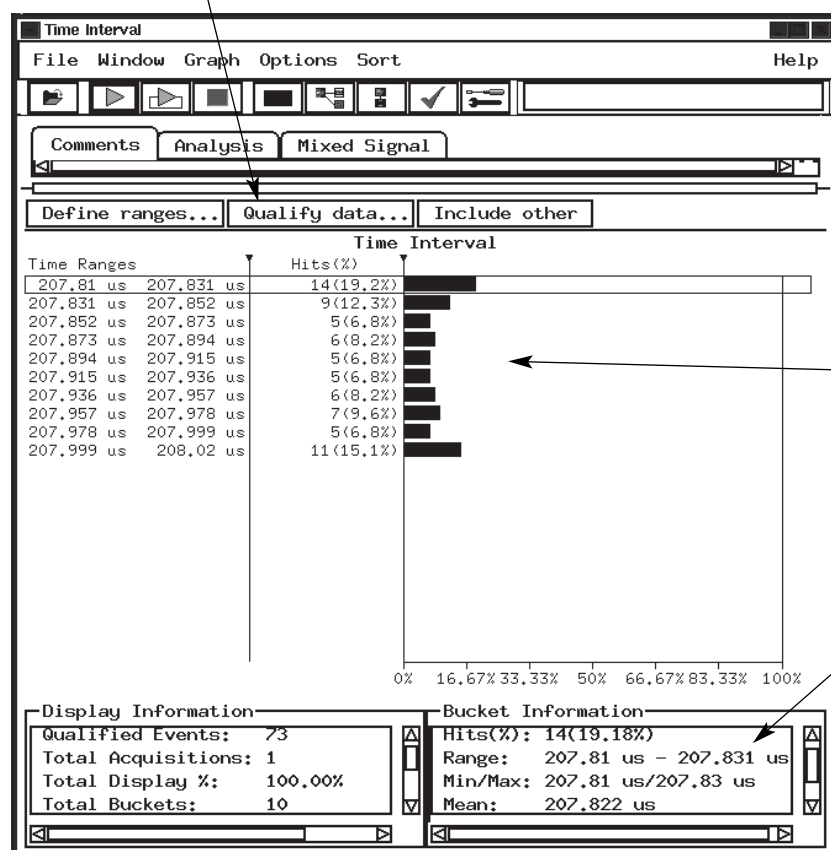 Time Interval
File Window Graph Options Sort Help
Comments Analysis Mixed Signal
Define ranges... Qualify data... Include other
Time Interval
Time Ranges Hits(%)
207.81 us 207.831 us 14(19.2%)
207.831 us 207.852 us 9(12.3%)
207.852 us 207.873 us 5(6.8%)
207.873 us 207.894 us 6(8.2%)
207.894 us 207.915 us 5(6.8%)
207.915 us 207.936 us 5(6.8%)
207.936 us 207.957 us 6(8.2%)
207.957 us 207.978 us 7(9.6%)
207.978 us 207.999 us 5(6.8%)
207.999 us 208.02 us 11(15.1%)
0% 16.67% 33.33% 50% 66.67% 83.33% 100%
Display Information
Qualified Events: 73
Total Acquisitions: 1
Total Display %: 100.00%
Total Buckets: 10
Bucket Information
Hits(%): 14(19.18%)
Range: 207.81 us - 207.831 us
Min/Max: 207.81 us/207.83 us
Mean: 207.822 us